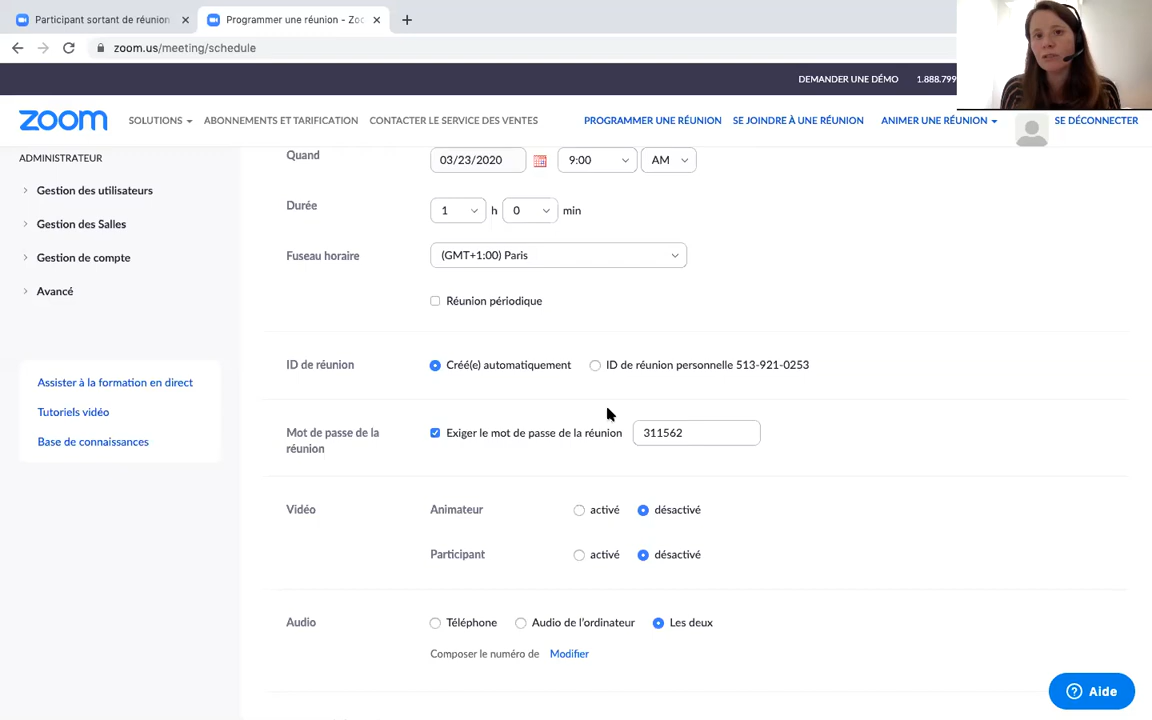 Participant sortant de réunion
Programmer une réunion - Zoo
zoom.us/meeting/schedule
DEMANDER UNE DÉMO 1.888.799
zoom SOLUTIONS ABONNEMENTS ET TARIFICATION CONTACTER LE SERVICE DES VENTES PROGRAMMER UNE RÉUNION SE JOINDRE À UNE RÉUNION ANIMER UNE RÉUNION SE DÉCONNECTER
ADMINISTRATEUR
Gestion des utilisateurs
Gestion des Salles
Gestion de compte
Avancé
Assister à la formation en direct
Tutoriels vidéo
Base de connaissances
Quand 03/23/2020 9:00 AM
Durée 1 h 0 min
Fuseau horaire (GMT+1:00) Paris
Réunion périodique
ID de réunion Créé(e) automatiquement ID de réunion personnelle 513-921-0253
Mot de passe de la
réunion
Exiger le mot de passe de la réunion 311562
Vidéo Animateur activé désactivé
Participant activé désactivé
Audio Téléphone Audio de l'ordinateur Les deux
Composer le numéro de Modifier
Aide